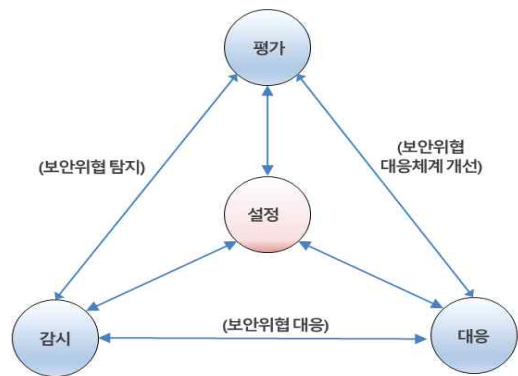 평가
(보안위협 탐지)
(보안위협
대응체계 개선)
설정
감시
(보안위협 대응)
대응